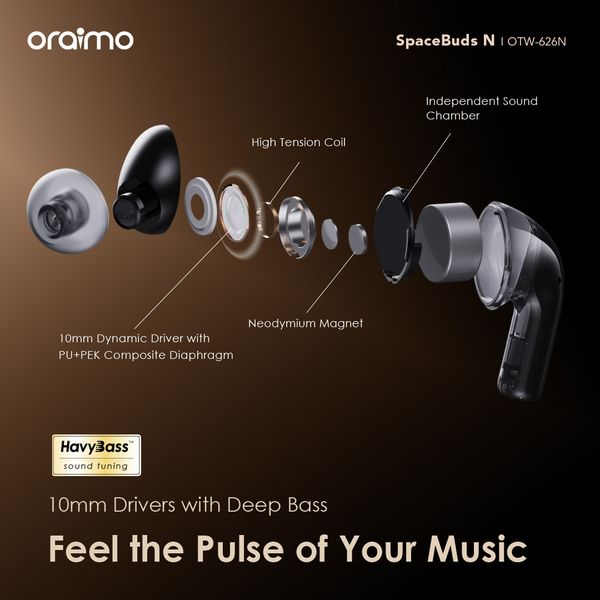 oraimo
SpaceBuds N | OTW-626N
Independent Sound
Chamber
High Tension Coil
Neodymium Magnet
10mm Dynamic Driver with
PU+PEK Composite Diaphragm
HavyBass™
sound tuning
10mm Drivers with Deep Bass
Feel the Pulse of Your Music